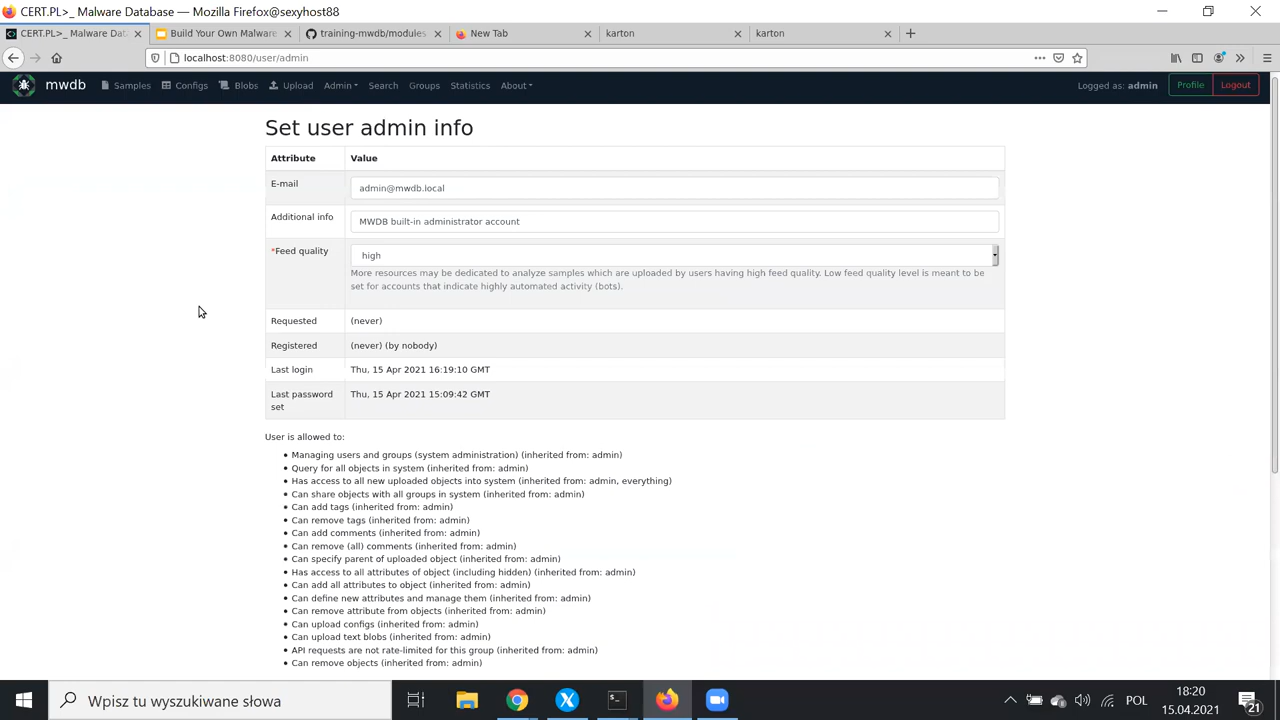 CERT.PL>_ Malware Database — Mozilla Firefox@sexyhost88
CERT.PL>_ Malware Data
Build Your Own Malware
training-mwdb/modules
New Tab
karton
karton
localhost:8080/user/admin
mwdb
Samples
Configs
Blobs
Upload
Admin
Search
Groups
Statistics
About
Logged as: admin
Profile
Logout
Set user admin info
Attribute Value
E-mail admin@mwdb.local
Additional info MWDB built-in administrator account
*Feed quality high
More resources may be dedicated to analyze samples which are uploaded by users having high feed quality. Low feed quality level is meant to be
set for accounts that indicate highly automated activity (bots).
Requested (never)
Registered (never) (by nobody)
Last login Thu, 15 Apr 2021 16:19:10 GMT
Last password Thu, 15 Apr 2021 15:09:42 GMT
set
User is allowed to:
Managing users and groups (system administration) (inherited from: admin)
Query for all objects in system (inherited from: admin)
Has access to all new uploaded objects into system (inherited from: admin, everything)
Can share objects with all groups in system (inherited from: admin)
Can add tags (inherited from: admin)
Can remove tags (inherited from: admin)
Can add comments (inherited from: admin)
Can remove (all) comments (inherited from: admin)
Can specify parent of uploaded object (inherited from: admin)
Has access to all attributes of object (including hidden) (inherited from: admin)
Can add all attributes to object (inherited from: admin)
Can define new attributes and manage them (inherited from: admin)
Can remove attribute from objects (inherited from: admin)
Can upload configs (inherited from: admin)
Can upload text blobs (inherited from: admin)
API requests are not rate-limited for this group (inherited from: admin)
Can remove objects (inherited from: admin)
Wpisz tu wyszukiwane słowa
POL
18:20
15.04.2021
21